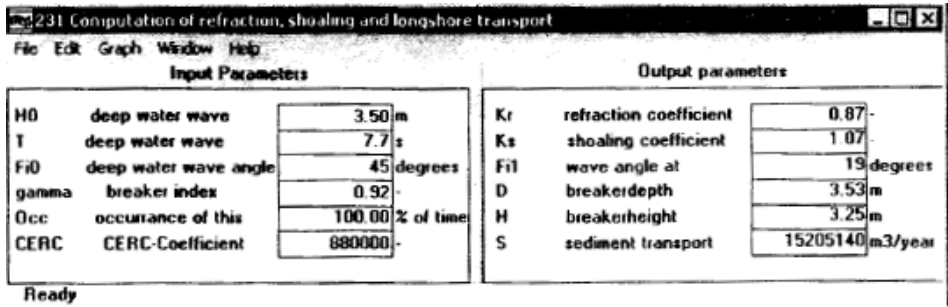 231 Computation of refraction, shoaling and longshore transport
File Edit Graph Window Help
Input Parameters
H0 deep water wave 3.50 m
T deep water wave 7.7 s
Fi0 deep water wave angle 45 degrees
gamma breaker index 0.92 -
Occ occurrance of this 100.00 % of time
CERC CERC-Coefficient 880000 -
Output parameters
Kr refraction coefficient 0.87 -
Ks shoaling coefficient 1.07 -
Fi1 wave angle at 19 degrees
D breakerdepth 3.53 m
H breakerheight 3.25 m
S sediment transport 15205140 m3/year
Ready